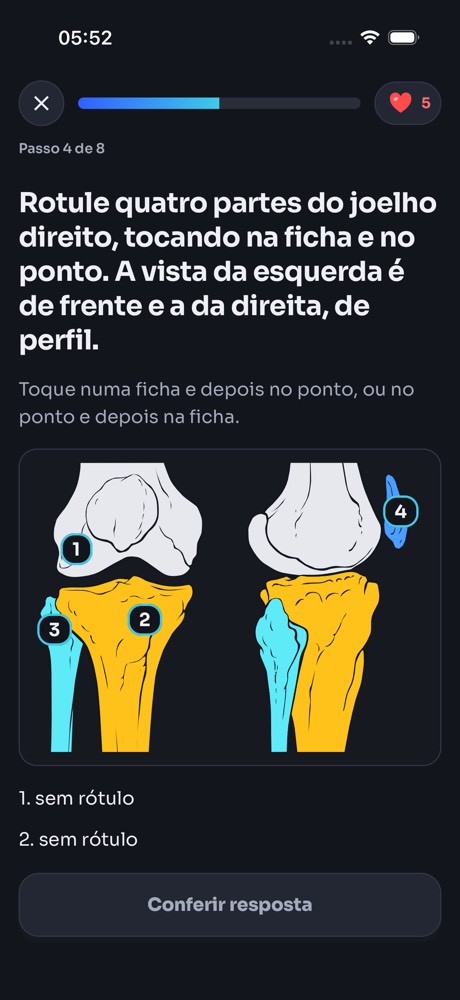 05:52
5
Passo 4 de 8
Rotule quatro partes do joelho
direito, tocando na ficha e no
ponto. A vista da esquerda é
de frente e a da direita, de
perfil.
Toque numa ficha e depois no ponto, ou no
ponto e depois na ficha.
4
1
2
3
1. sem rótulo
2. sem rótulo
Conferir resposta